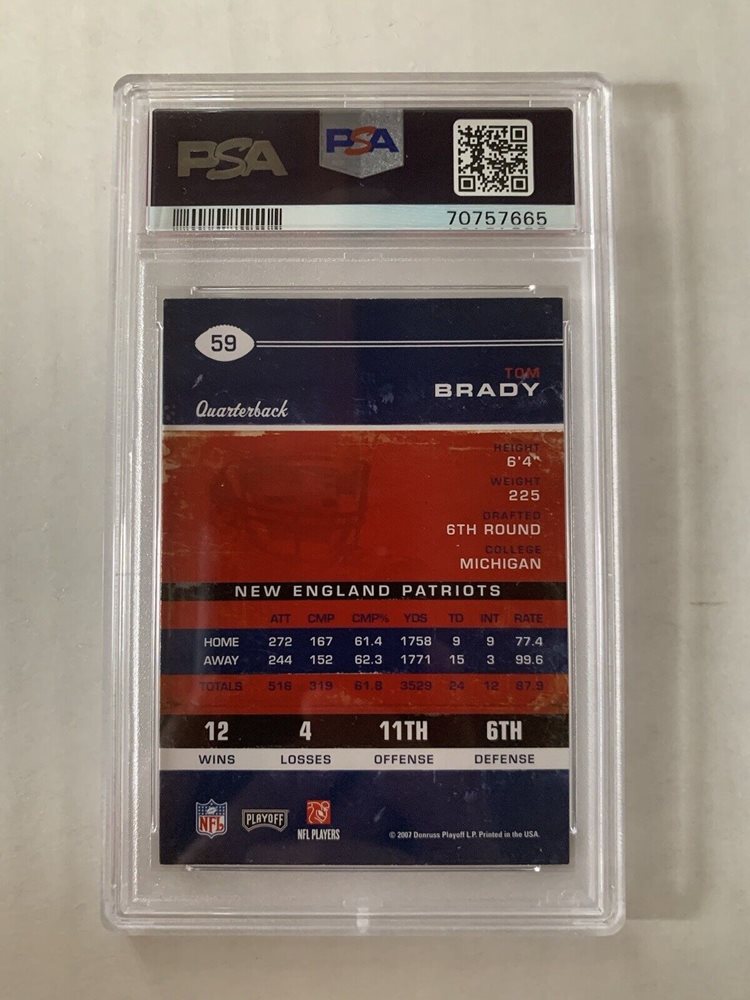 PSA PSA
70757665
59
TOM
BRADY
Quarterback
HEIGHT
6'4"
WEIGHT
225
DRAFTED
6TH ROUND
COLLEGE
MICHIGAN
NEW ENGLAND PATRIOTS
ATT CMP CMP% YDS TD INT RATE
HOME 272 167 61.4 1758 9 9 77.4
AWAY 244 152 62.3 1771 15 3 99.6
TOTALS 516 319 61.8 3529 24 12 87.9
12 4 11TH 6TH
WINS LOSSES OFFENSE DEFENSE
NFL PLAYOFF NFL PLAYERS
© 2007 Donruss Playoff L.P. Printed in the USA.